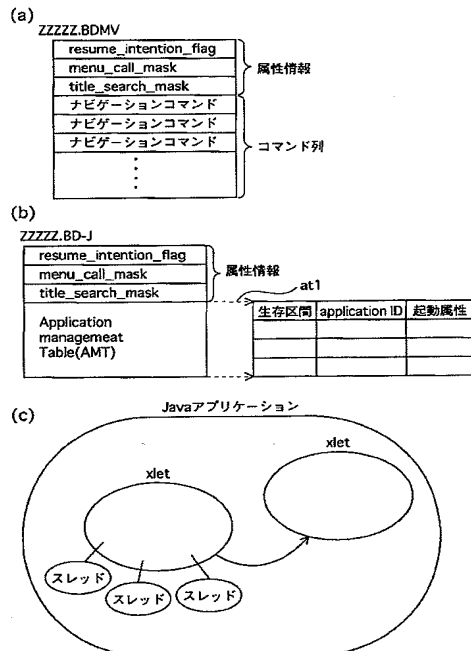 (a)
ZZZZZ.BDMV
resume_intention_flag
menu_call_mask
title_search_mask
属性情報
ナビゲーションコマンド
ナビゲーションコマンド
ナビゲーションコマンド
コマンド列
(b)
ZZZZZ.BD-J
resume_intention_flag
menu_call_mask
title_search_mask
属性情報
at1
Application
managemeat
Table(AMT)
生存区間 application ID 起動属性
(c)
Javaアプリケーション
xlet
xlet
スレッド
スレッド
スレッド